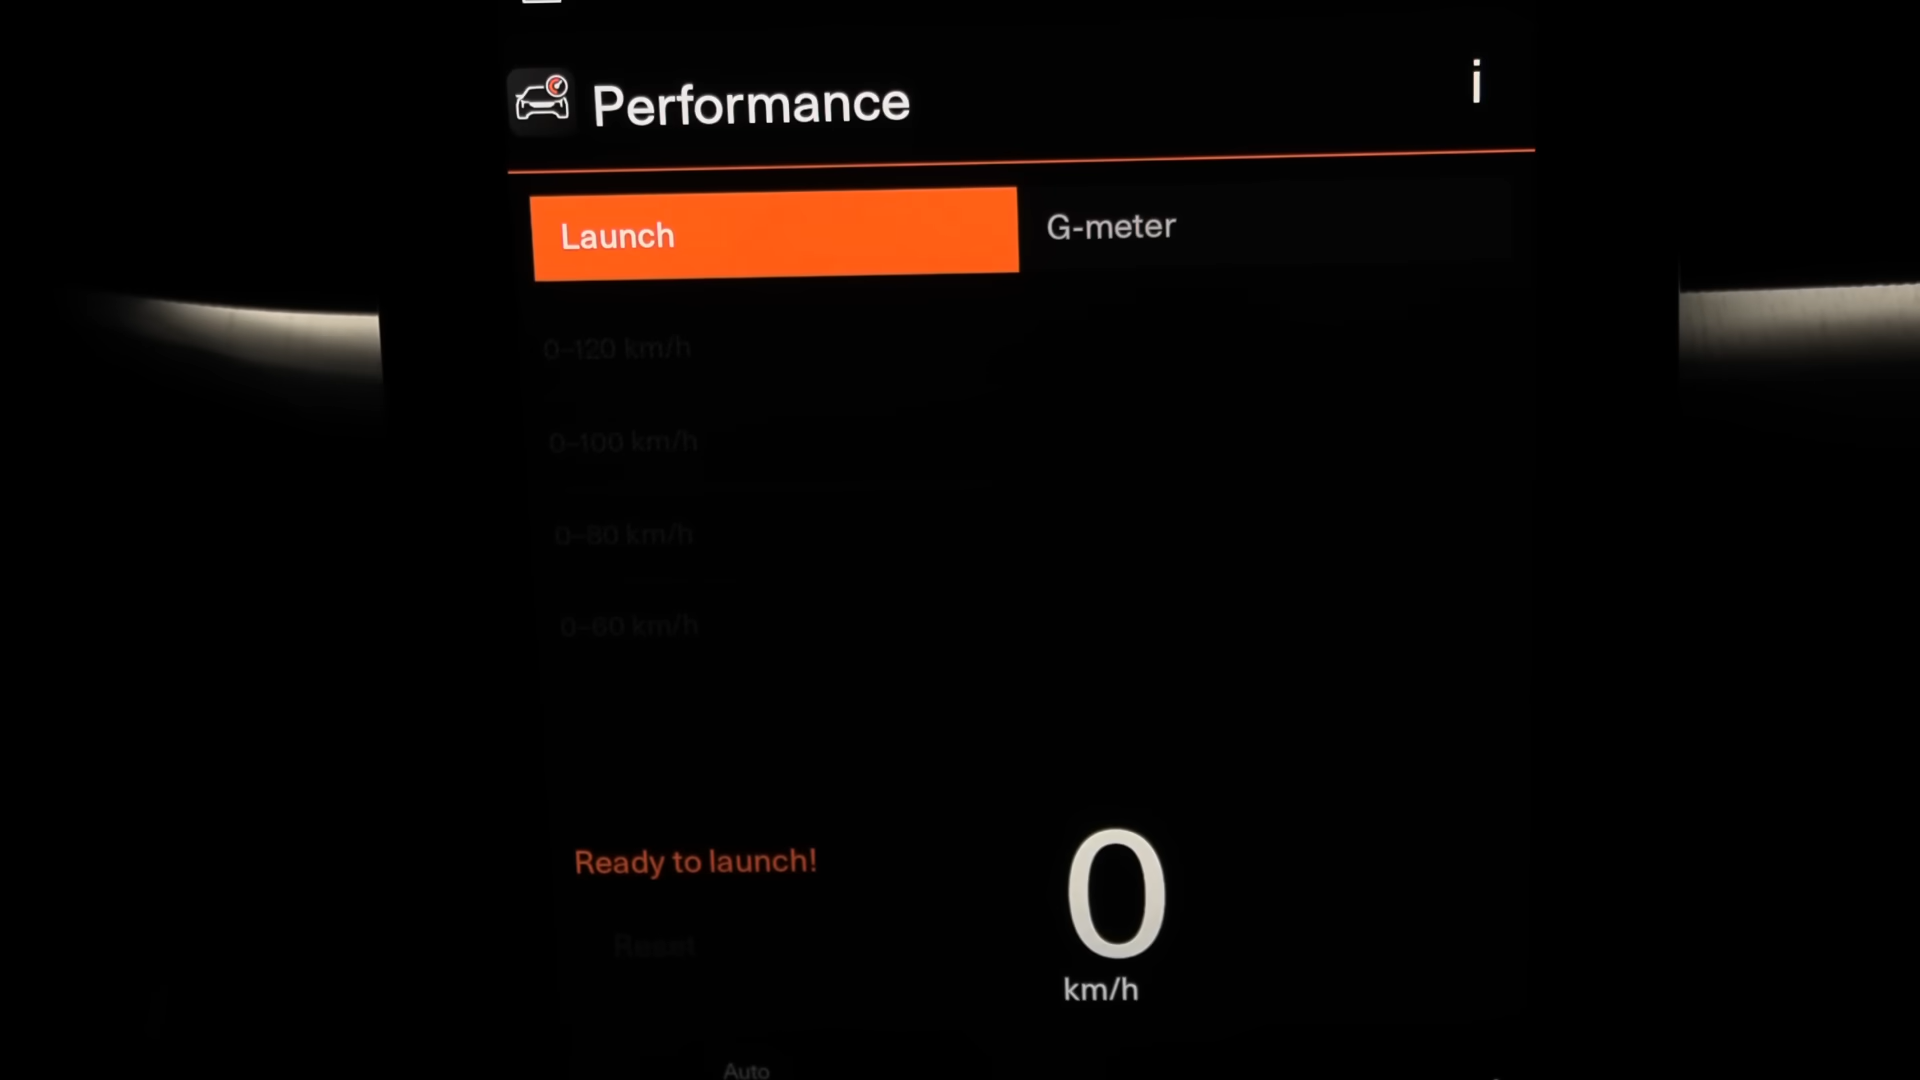 Performance
i
Launch
G-meter
0-120 km/h
0-100 km/h
0-80 km/h
0-60 km/h
Ready to launch!
0
Reset
km/h
Auto